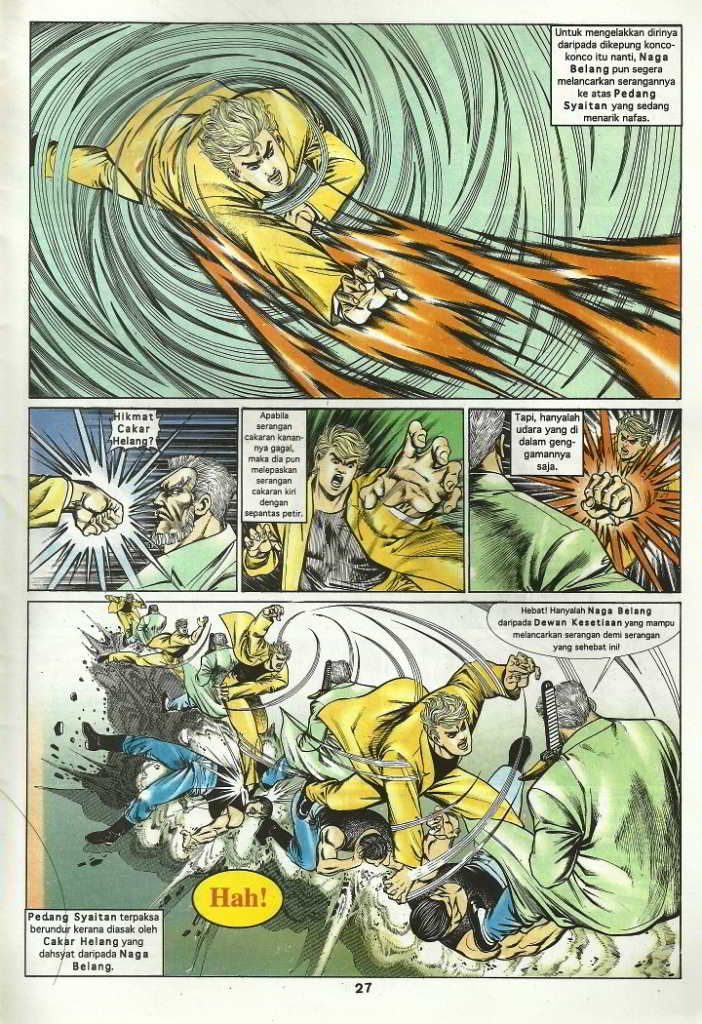 Untuk mengelakkan dirinya
daripada dikepung konco-
konco itu nanti, Naga
Belang pun segera
melancarkan serangannya
ke atas Pedang
Syaitan yang sedang
menarik nafas.
Hikmat
Cakar
Helang?
Apabila
serangan
cakaran kanan-
nya gagal,
maka dia pun
melepaskan
serangan
cakaran kiri
dengan
sepantas petir.
Tapi, hanyalah
udara yang di
dalam geng-
gamannya
saja.
Hebat! Hanyalah Naga Belang
daripada Dewan Kesetiaan yang mampu
melancarkan serangan demi serangan
yang sehebat ini!
Hah!
Pedang Syaitan terpaksa
berundur kerana diasak oleh
Cakar Helang yang
dahsyat daripada Naga
Belang.
27